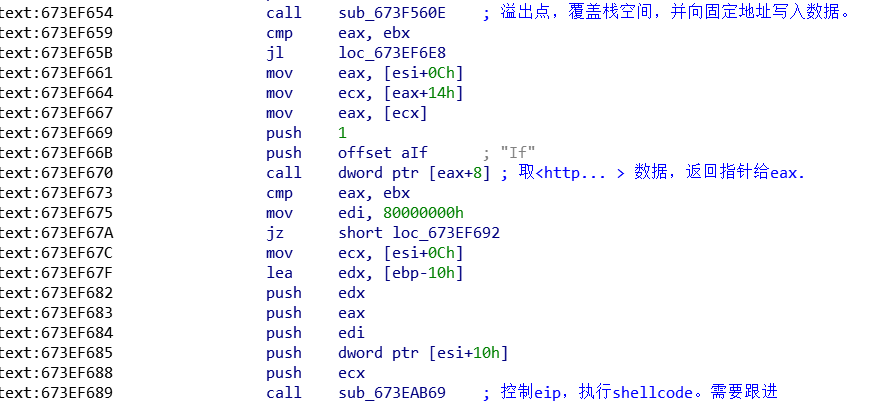 text:673EF654 call sub_673F560E ; 溢出点，覆盖栈空间，并向固定地址写入数据。
text:673EF659 cmp eax, ebx
text:673EF65B jl loc_673EF6E8
text:673EF661 mov eax, [esi+0Ch]
text:673EF664 mov ecx, [eax+14h]
text:673EF667 mov eax, [ecx]
text:673EF669 push 1
text:673EF66B push offset aIf ; "If"
text:673EF670 call dword ptr [eax+8] ; 取<http... > 数据，返回指针给eax.
text:673EF673 cmp eax, ebx
text:673EF675 mov edi, 80000000h
text:673EF67A jz short loc_673EF692
text:673EF67C mov ecx, [esi+0Ch]
text:673EF67F lea edx, [ebp-10h]
text:673EF682 push edx
text:673EF683 push eax
text:673EF684 push edi
text:673EF685 push dword ptr [esi+10h]
text:673EF688 push ecx
text:673EF689 call sub_673EAB69 ; 控制eip，执行shellcode。需要跟进